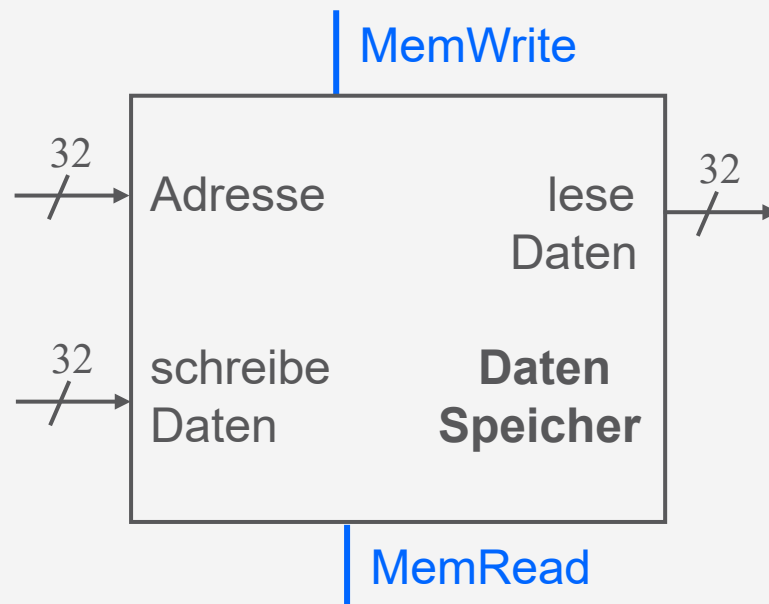 MemWrite
32
Adresse
lese
Daten
32
32
schreibe
Daten
Daten
Speicher
MemRead